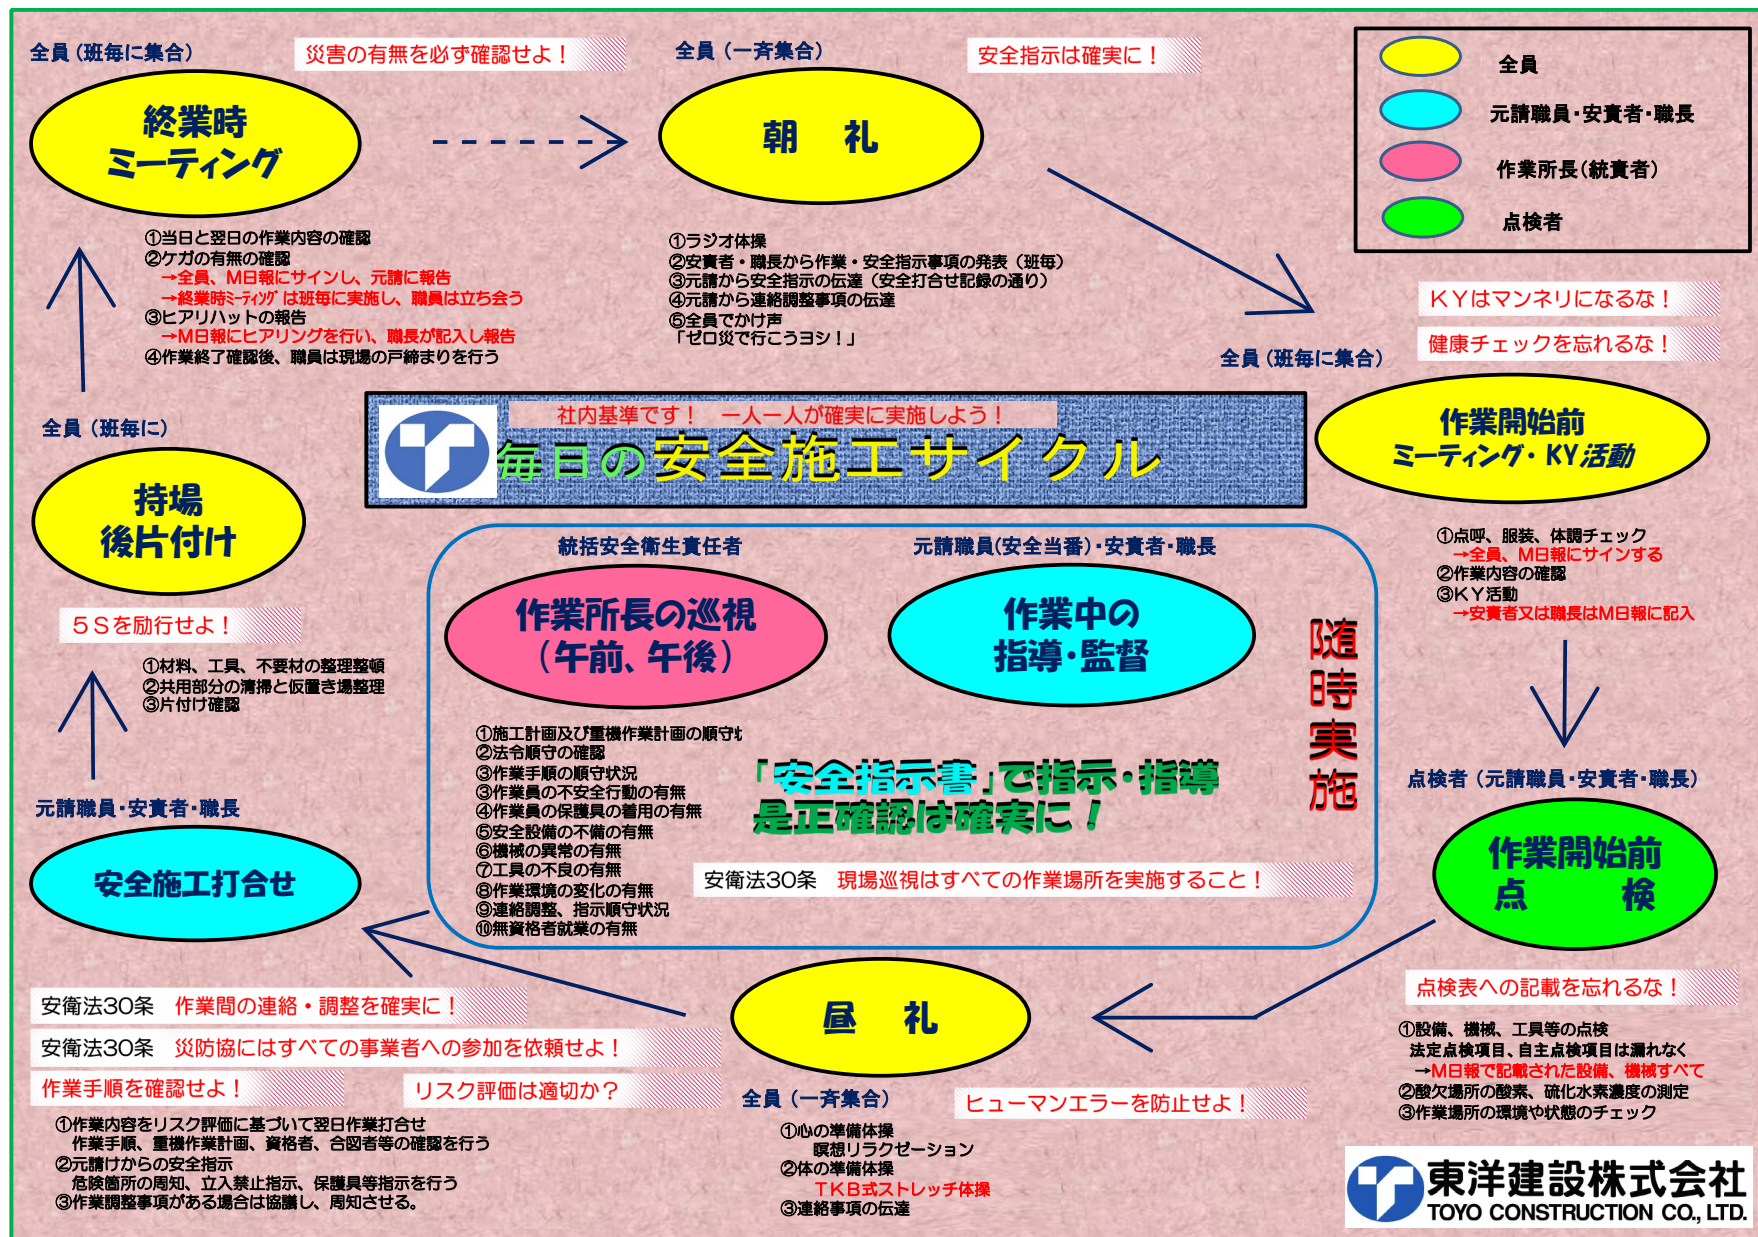 全員（班毎に集合）
災害の有無を必ず確認せよ！
終業時
ミーティング
①当日と翌日の作業内容の確認
②ケガの有無の確認
→全員、M日報にサインし、元請に報告
→終業時ﾐｰﾃｨﾝｸﾞは班毎に実施し、職員は立ち会う
③ヒアリハットの報告
→M日報にヒアリングを行い、職長が記入し報告
④作業終了確認後、職員は現場の戸締まりを行う
全員（一斉集合）
安全指示は確実に！
朝　礼
①ラジオ体操
②安責者・職長から作業・安全指示事項の発表（班毎）
③元請から安全指示の伝達（安全打合せ記録の通り）
④元請から連絡調整事項の伝達
⑤全員でかけ声
「ゼロ災で行こうヨシ！」
全員
元請職員・安責者・職長
作業所長（統責者）
点検者
KYはマンネリになるな！
健康チェックを忘れるな！
全員（班毎に集合）
作業開始前
ミーティング・KY活動
①点呼、服装、体調チェック
→全員、M日報にサインする
②作業内容の確認
③KY活動
→安責者又は職長はM日報に記入
社内基準です！　一人一人が確実に実施しよう！
毎日の安全施工サイクル
全員（班毎に）
持場
後片付け
5Sを励行せよ！
①材料、工具、不要材の整理整頓
②共用部分の清掃と仮置き場整理
③片付け確認
統括安全衛生責任者
作業所長の巡視
（午前、午後）
①施工計画及び重機作業計画の順守
②法令順守の確認
③作業手順の順守状況
③作業員の不安全行動の有無
④作業員の保護具の着用の有無
⑤安全設備の不備の有無
⑥機械の異常の有無
⑦工具の不良の有無
⑧作業環境の変化の有無
⑨連絡調整、指示順守状況
⑩無資格者就業の有無
元請職員(安全当番)・安責者・職長
作業中の
指導・監督
随時実施
「安全指示書」で指示・指導
是正確認は確実に！
安衛法30条　現場巡視はすべての作業場所を実施すること！
点検者（元請職員・安責者・職長）
作業開始前
点　検
点検表への記載を忘れるな！
①設備、機械、工具等の点検
法定点検項目、自主点検項目は漏れなく
→M日報で記載された設備、機械すべて
②酸欠場所の酸素、硫化水素濃度の測定
③作業場所の環境や状態のチェック
元請職員・安責者・職長
安全施工打合せ
安衛法30条　作業間の連絡・調整を確実に！
安衛法30条　災防協にはすべての事業者への参加を依頼せよ！
作業手順を確認せよ！
リスク評価は適切か？
①作業内容をリスク評価に基づいて翌日作業打合せ
作業手順、重機作業計画、資格者、合図者等の確認を行う
②元請けからの安全指示
危険箇所の周知、立入禁止指示、保護具等指示を行う
③作業調整事項がある場合は協議し、周知させる。
昼　礼
全員（一斉集合）
ヒューマンエラーを防止せよ！
①心の準備体操
瞑想リラクゼーション
②体の準備体操
TKB式ストレッチ体操
③連絡事項の伝達
東洋建設株式会社
TOYO CONSTRUCTION CO., LTD.